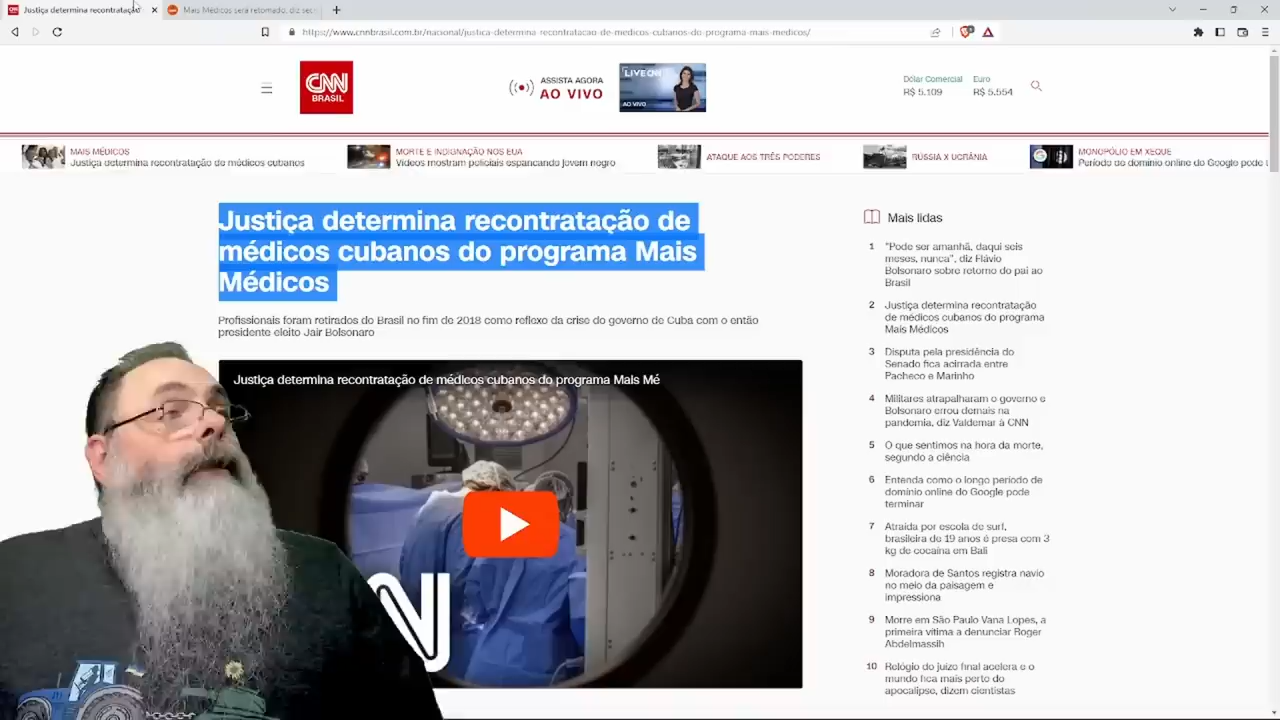 Justiça determina recontratação
Mais Médicos será retomado, diz sec
https://www.cnnbrasil.com.br/nacional/justica-determina-recontratacao-de-medicos-cubanos-do-programa-mais-medicos/
CNN
BRASIL
ASSISTA AGORA
AO VIVO
LIVE CNN
AO VIVO
Dólar Comercial
R$ 5,109
Euro
R$ 5,554
MAIS MÉDICOS
Justiça determina recontratação de médicos cubanos
MORTE E INDIGNAÇÃO NOS EUA
Vídeos mostram policiais espancando jovem negro
ATAQUE AOS TRÊS PODERES
RÚSSIA X UCRÂNIA
MONOPÓLIO EM XEQUE
Período de domínio online do Google pode
Justiça determina recontratação de
médicos cubanos do programa Mais
Médicos
Profissionais foram retirados do Brasil no fim de 2018 como reflexo da crise do governo de Cuba com o então
presidente eleito Jair Bolsonaro
Justiça determina recontratação de médicos cubanos do programa Mais Mé
Mais lidas
1 "Pode ser amanhã, daqui seis
meses, nunca", diz Flávio
Bolsonaro sobre retorno do pai ao
Brasil
2 Justiça determina recontratação
de médicos cubanos do programa
Mais Médicos
3 Disputa pela presidência do
Senado fica acirrada entre
Pacheco e Marinho
4 Militares atrapalharam o governo e
Bolsonaro errou demais na
pandemia, diz Valdemar à CNN
5 O que sentimos na hora da morte,
segundo a ciência
6 Entenda como o longo período de
domínio online do Google pode
terminar
7 Atraída por escola de surf,
brasileira de 19 anos é presa com 3
kg de cocaína em Bali
8 Moradora de Santos registra navio
no meio da paisagem e
impressiona
9 Morre em São Paulo Vana Lopes, a
primeira vítima a denunciar Roger
Abdelmassih
10 Relógio do juízo final acelera e o
mundo fica mais perto do
apocalipse, dizem cientistas